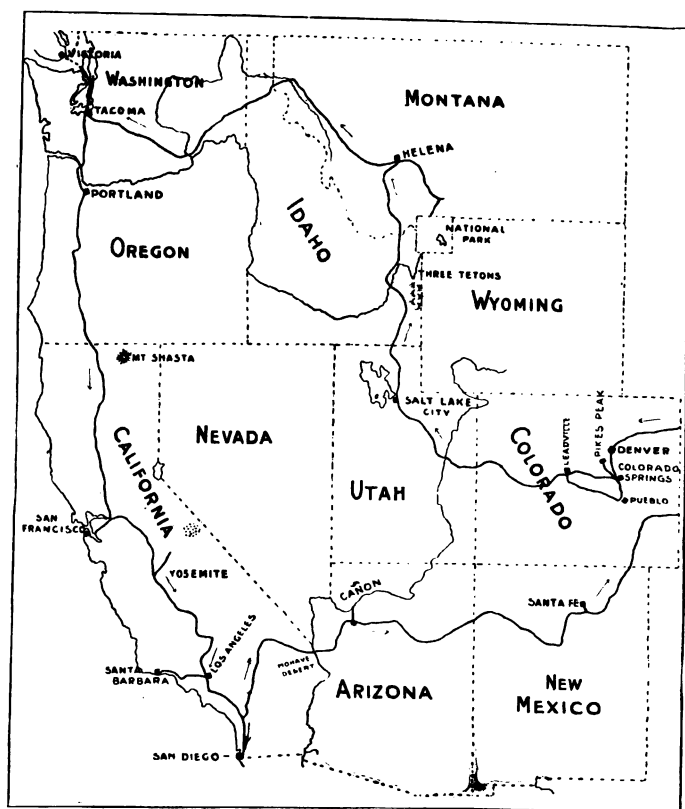 VICTORIA
WASHINGTON
TACOMA
MONTANA
HELENA
PORTLAND
IDAHO
OREGON
NATIONAL
PARK
THREE TETONS
WYOMING
MT SHASTA
SALT LAKE
CITY
NEVADA
CALIFORNIA
UTAH
COLORADO
LEADVILLE
PIKES PEAK
DENVER
COLORADO
SPRINGS
PUEBLO
SAN
FRANCISCO
YOSEMITE
CAÑON
SANTA FE
LOS ANGELES
MOHAVE
DESERT
SANTA
BARBARA
ARIZONA
NEW
MEXICO
SAN DIEGO